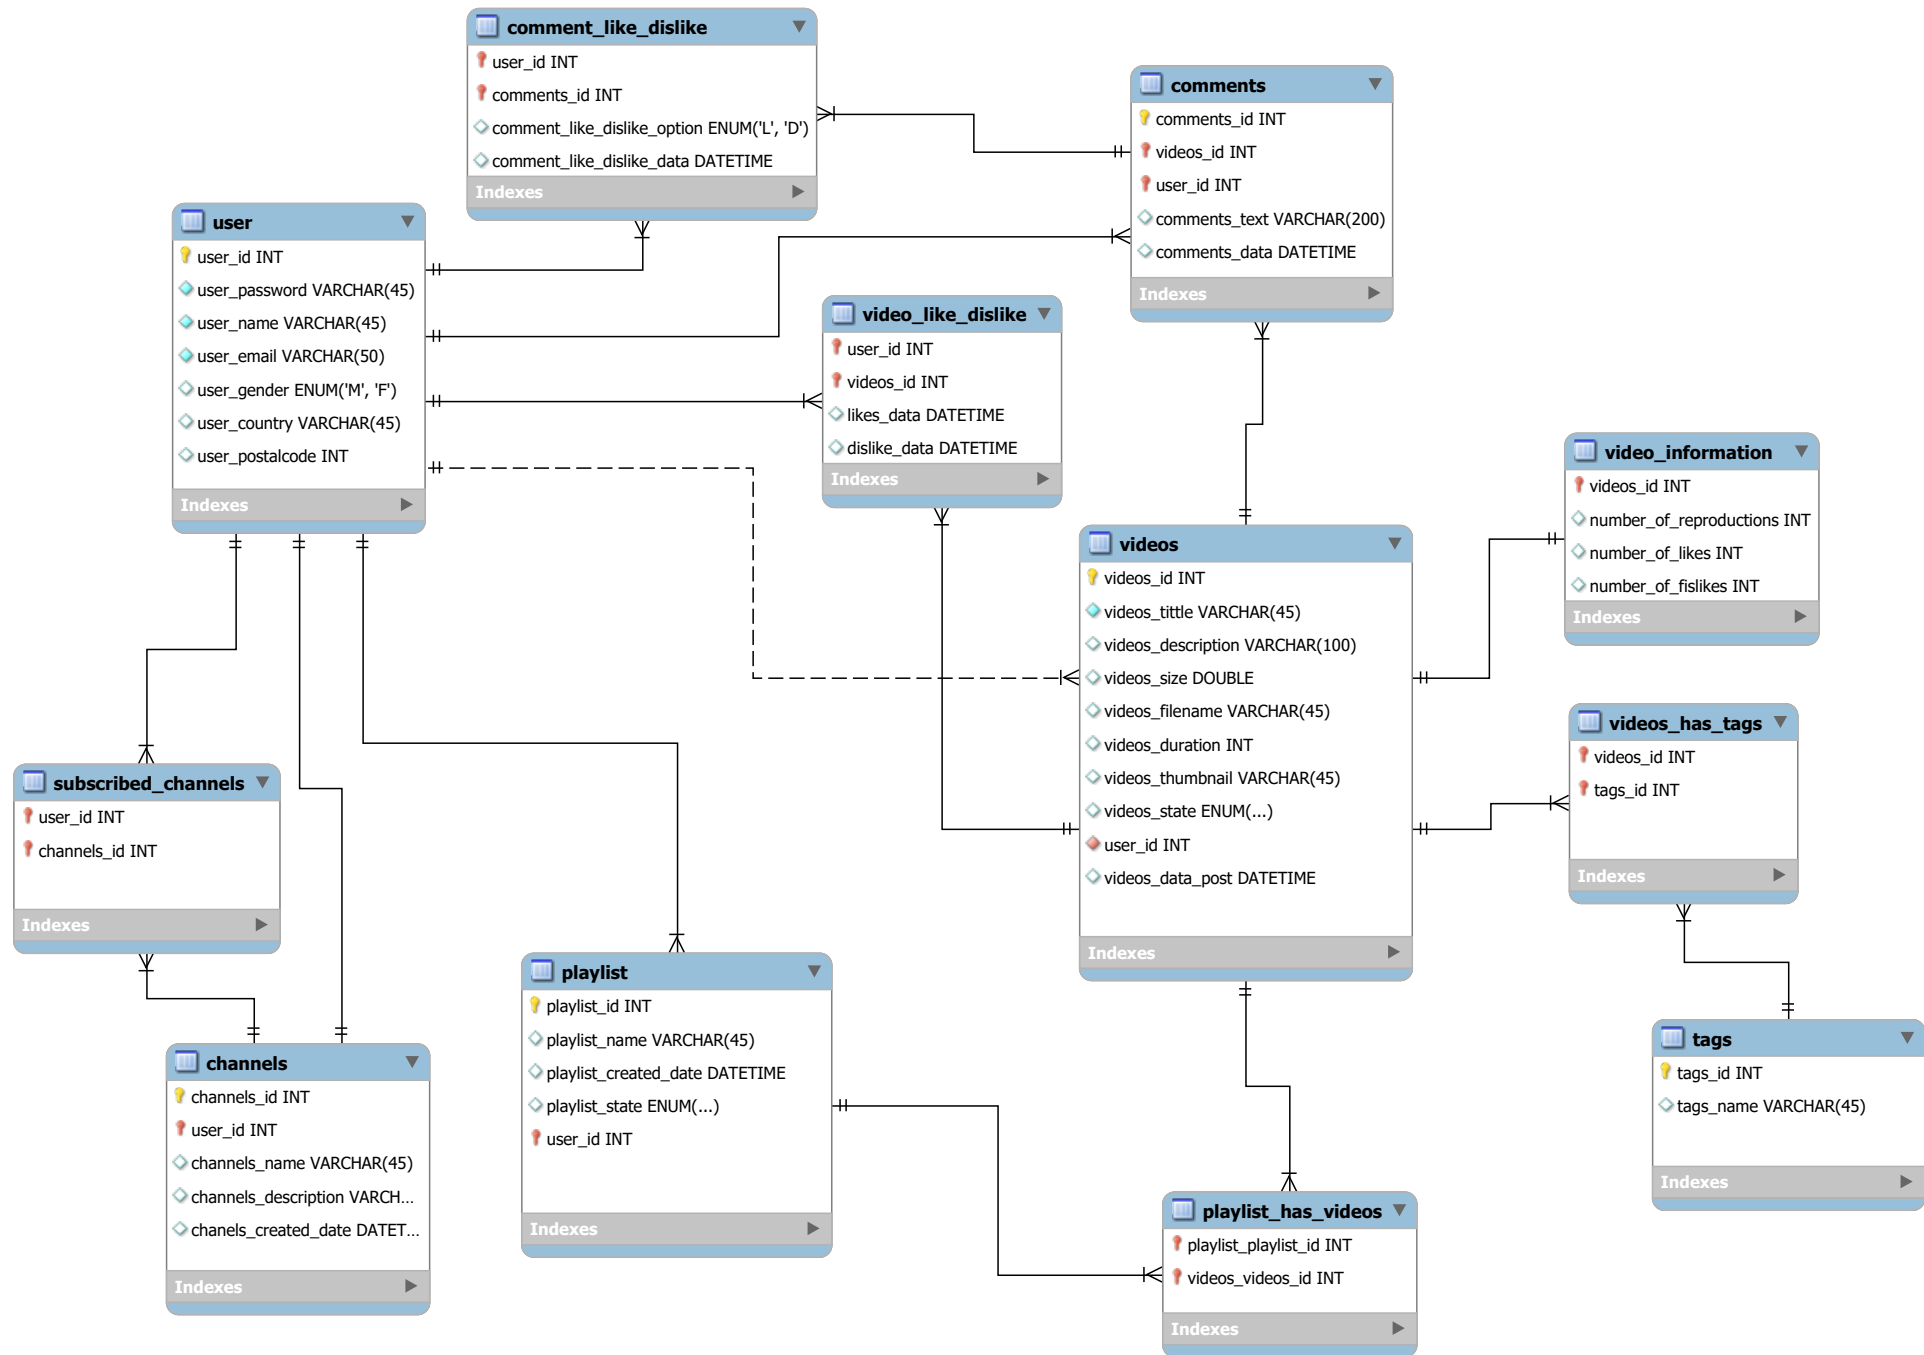 comment_like_dislike
user_id INT
comments_id INT
comment_like_dislike_option ENUM('L', 'D')
comment_like_dislike_data DATETIME
Indexes
comments
comments_id INT
videos_id INT
user_id INT
comments_text VARCHAR(200)
comments_data DATETIME
Indexes
user
user_id INT
user_password VARCHAR(45)
user_name VARCHAR(45)
user_email VARCHAR(50)
user_gender ENUM('M', 'F')
user_country VARCHAR(45)
user_postalcode INT
Indexes
video_like_dislike
user_id INT
videos_id INT
likes_data DATETIME
dislike_data DATETIME
Indexes
video_information
videos_id INT
number_of_reproductions INT
number_of_likes INT
number_of_fislikes INT
Indexes
videos
videos_id INT
videos_tittle VARCHAR(45)
videos_description VARCHAR(100)
videos_size DOUBLE
videos_filename VARCHAR(45)
videos_duration INT
videos_thumbnail VARCHAR(45)
videos_state ENUM(...)
user_id INT
videos_data_post DATETIME
Indexes
videos_has_tags
videos_id INT
tags_id INT
Indexes
subscribed_channels
user_id INT
channels_id INT
Indexes
playlist
playlist_id INT
playlist_name VARCHAR(45)
playlist_created_date DATETIME
playlist_state ENUM(...)
user_id INT
Indexes
tags
tags_id INT
tags_name VARCHAR(45)
Indexes
channels
channels_id INT
user_id INT
channels_name VARCHAR(45)
channels_description VARCH...
chanels_created_date DATET...
Indexes
playlist_has_videos
playlist_playlist_id INT
videos_videos_id INT
Indexes